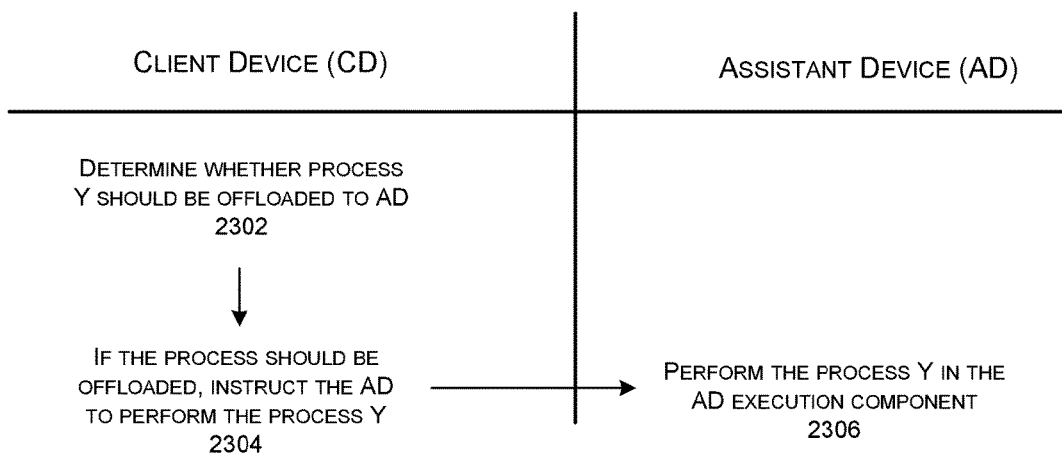 CLIENT DEVICE (CD)
ASSISTANT DEVICE (AD)
DETERMINE WHETHER PROCESS
Y SHOULD BE OFFLOADED TO AD
2302
IF THE PROCESS SHOULD BE
OFFLOADED, INSTRUCT THE AD
TO PERFORM THE PROCESS Y
2304
PERFORM THE PROCESS Y IN THE
AD EXECUTION COMPONENT
2306